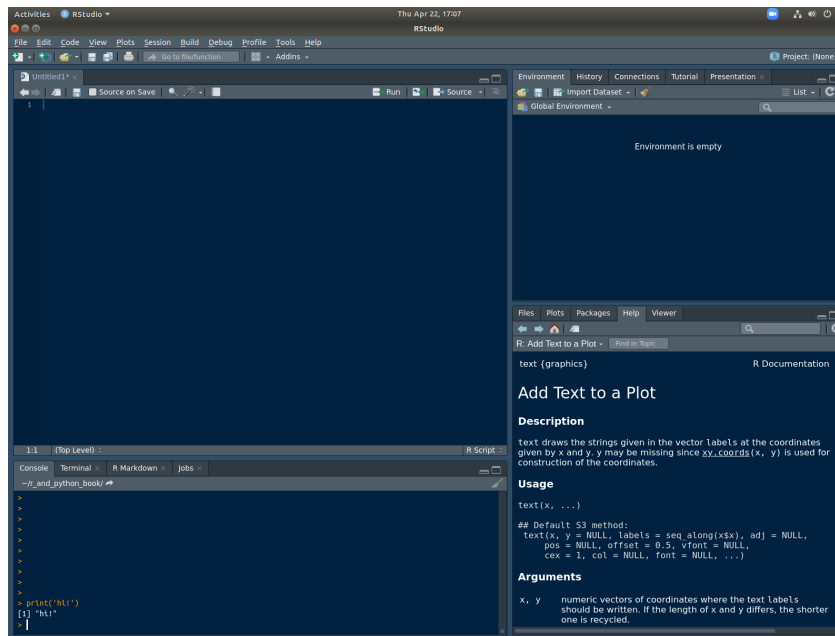 Activities RStudio Thu Apr 22, 17:07
RStudio
File Edit Code View Plots Session Build Debug Profile Tools Help
Go to file/function Addins Project: (None
Untitled1*
Source on Save Run Source
1
1:1 (Top Level) R Script
Console Terminal R Markdown Jobs
~/r_and_python_book/
>
>
>
>
>
>
>
>
>
>
> print('hi!')
[1] "hi!"
>
Environment History Connections Tutorial Presentation
Import Dataset List
Global Environment
Environment is empty
Files Plots Packages Help Viewer
R: Add Text to a Plot Find in Topic
text {graphics} R Documentation
Add Text to a Plot
Description
text draws the strings given in the vector labels at the coordinates
given by x and y. y may be missing since xy.coords(x, y) is used for
construction of the coordinates.
Usage
text(x, ...)
## Default S3 method:
text(x, y = NULL, labels = seq_along(x$x), adj = NULL,
pos = NULL, offset = 0.5, vfont = NULL,
cex = 1, col = NULL, font = NULL, ...)
Arguments
x, y numeric vectors of coordinates where the text labels
should be written. If the length of x and y differs, the shorter
one is recycled.